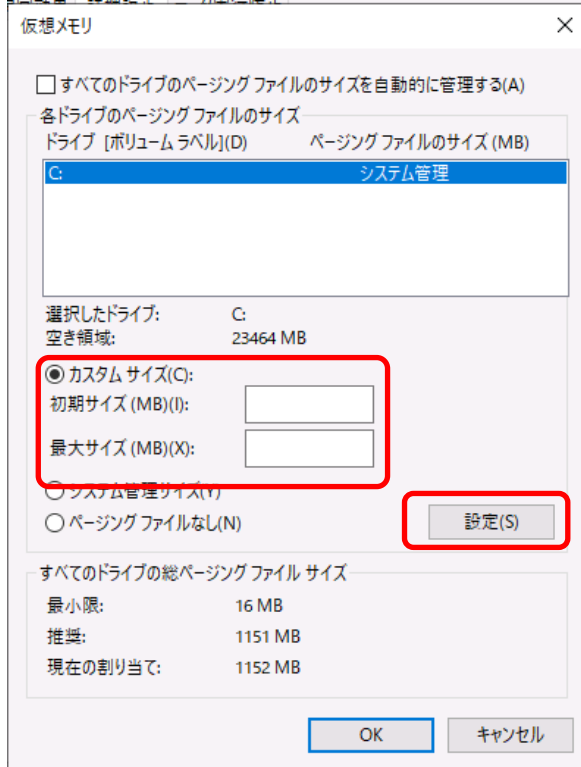 仮想メモリ
すべてのドライブのページング ファイルのサイズを自動的に管理する(A)
各ドライブのページング ファイルのサイズ
ドライブ [ボリューム ラベル](D) ページング ファイルのサイズ (MB)
C: システム管理
選択したドライブ: C:
空き領域: 23464 MB
カスタム サイズ(C):
初期サイズ (MB)(I):
最大サイズ (MB)(X):
システム管理サイズ(Y)
ページング ファイルなし(N) 設定(S)
すべてのドライブの総ページング ファイル サイズ
最小限: 16 MB
推奨: 1151 MB
現在の割り当て: 1152 MB
OK キャンセル